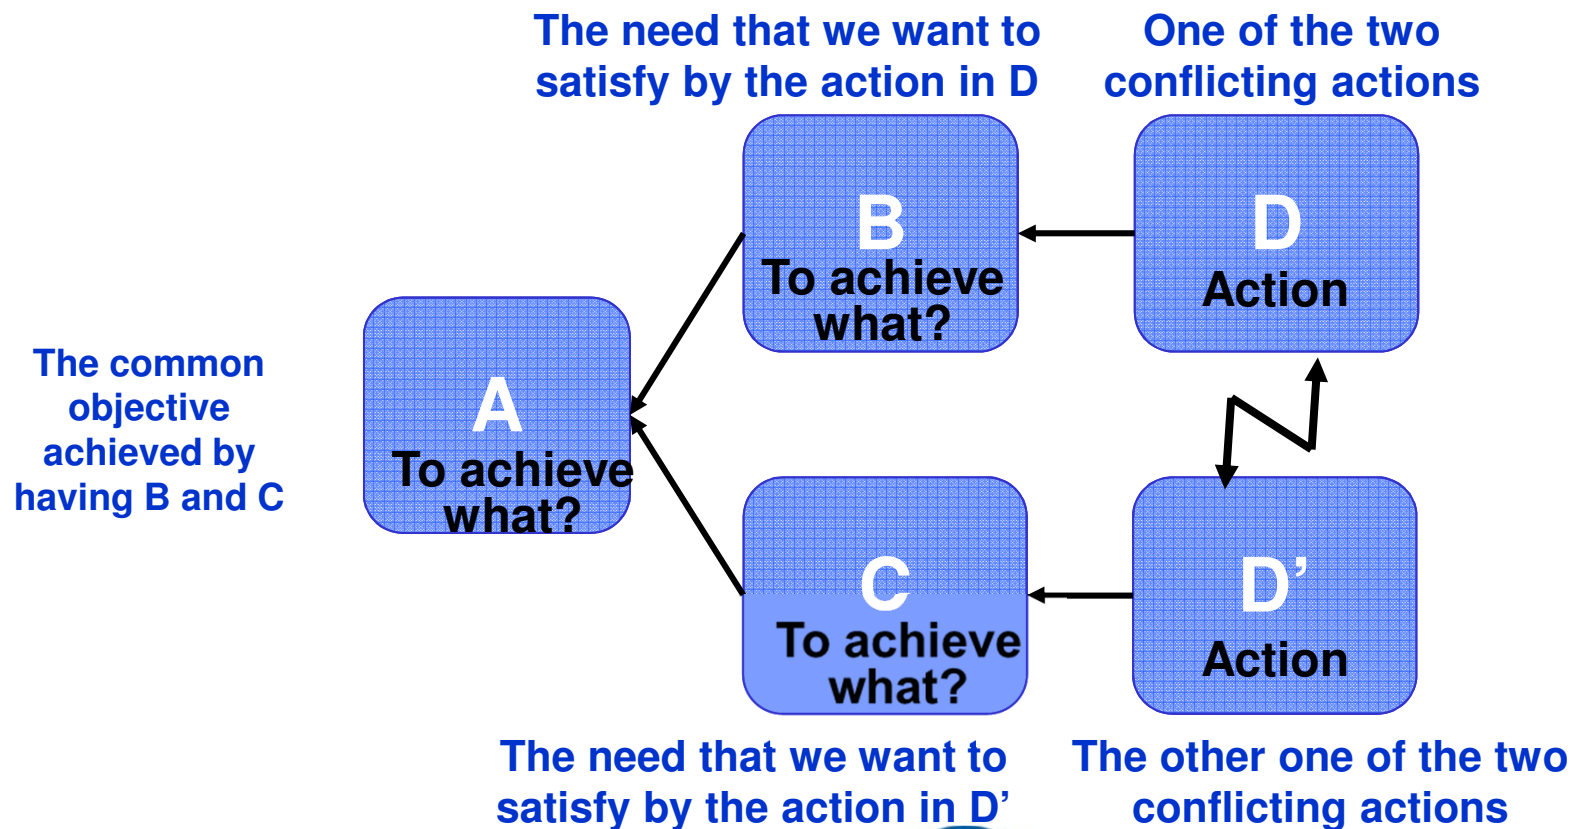 The need that we want to
satisfy by the action in D
One of the two
conflicting actions
B
To achieve
what?
D
Action
The common
objective
achieved by
having B and C
A
To achieve
what?
C
To achieve
what?
D’
Action
The need that we want to
satisfy by the action in D’
The other one of the two
conflicting actions